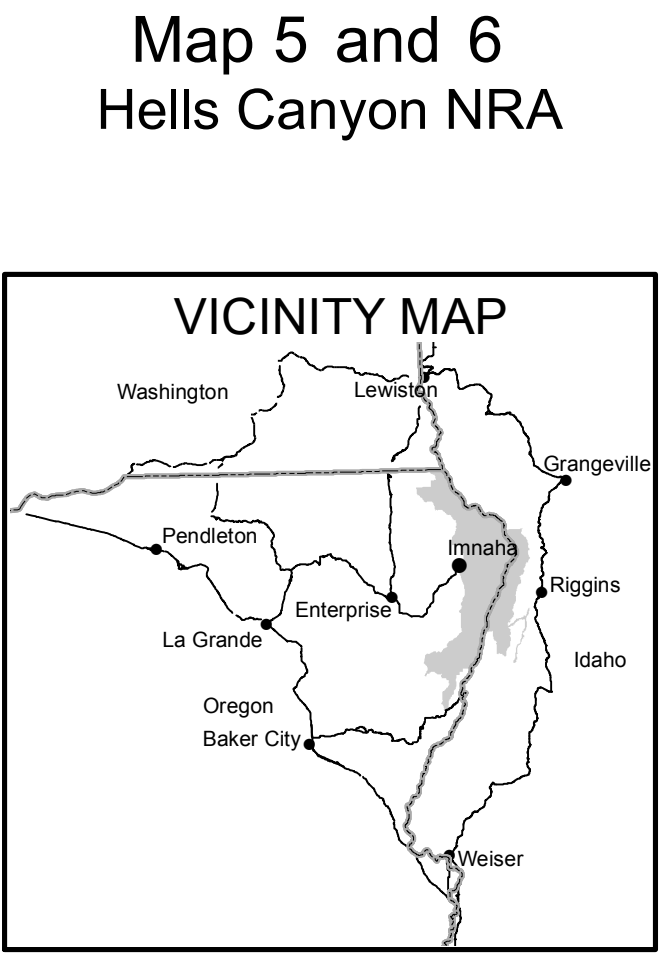 Map 5 and 6
Hells Canyon NRA
VICINITY MAP
Washington
Lewiston
Grangeville
Pendleton
Imnaha
Riggins
Enterprise
La Grande
Idaho
Oregon
Baker City
Weiser